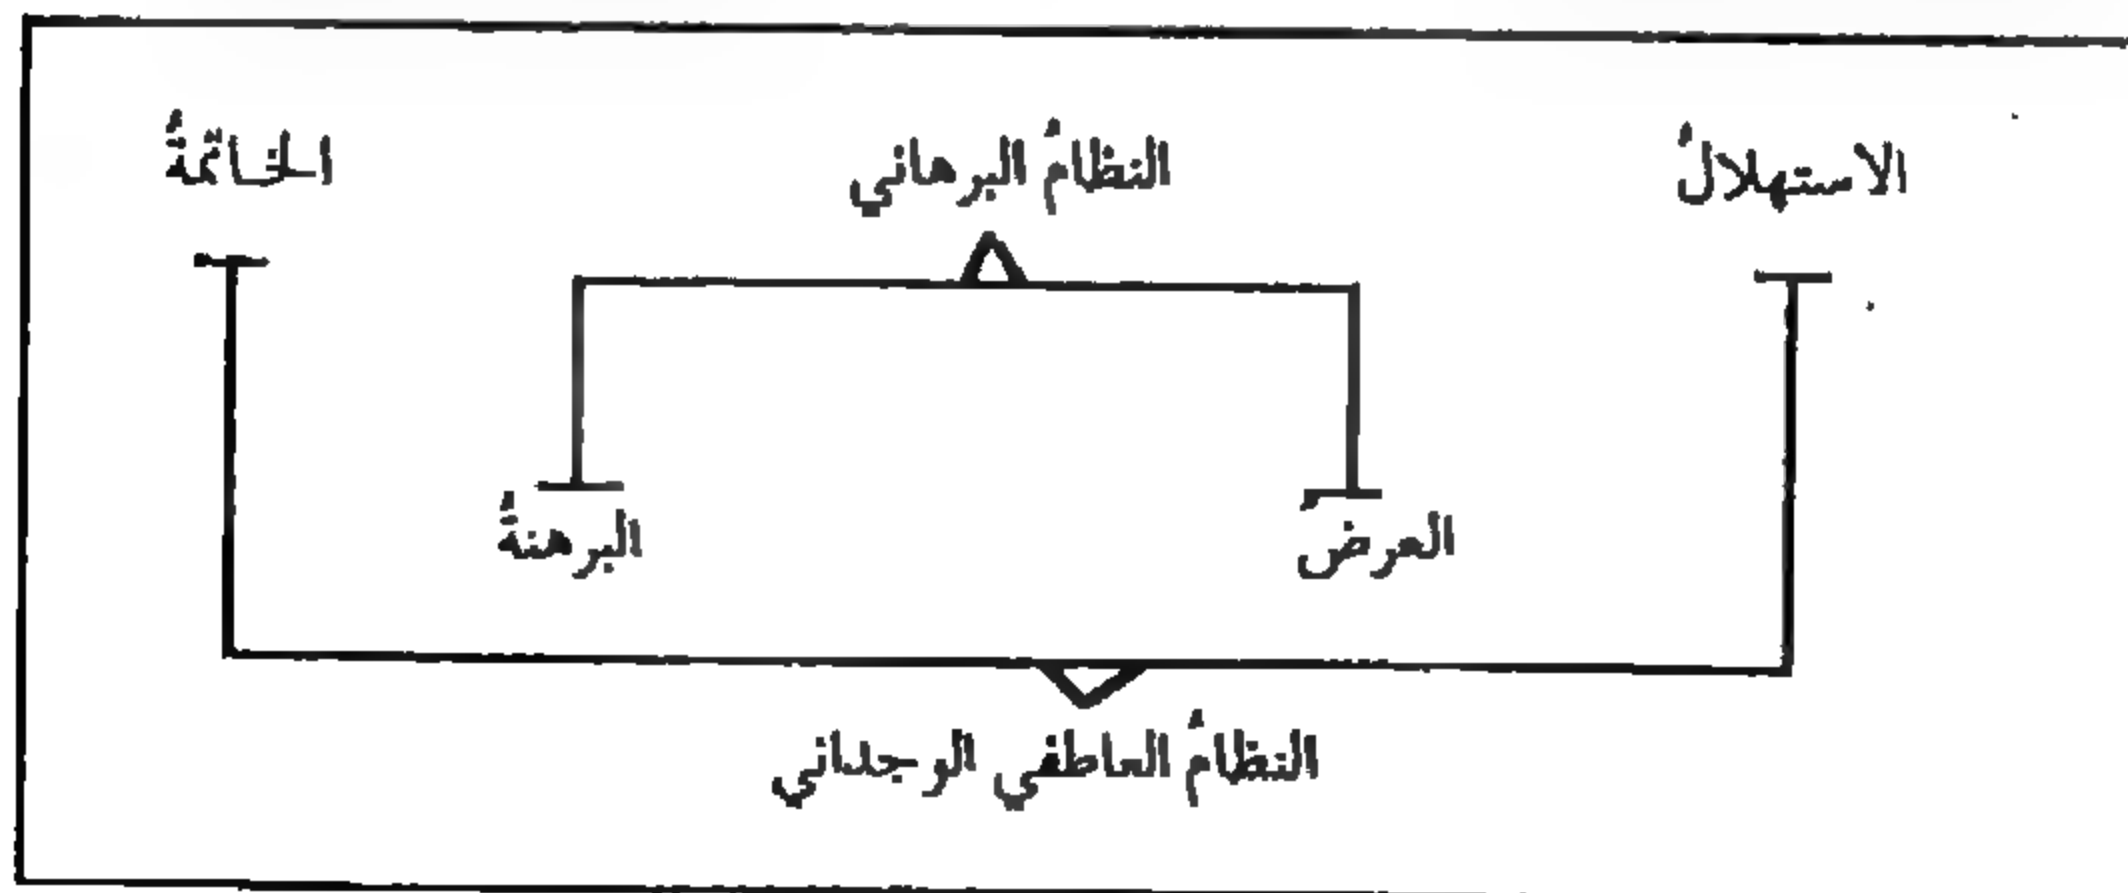 الاستهلالُ
النظامُ البرهاني
الخاتمةُ
العرضُ
البرهنةُ
النظامُ العاطفي الوجداني